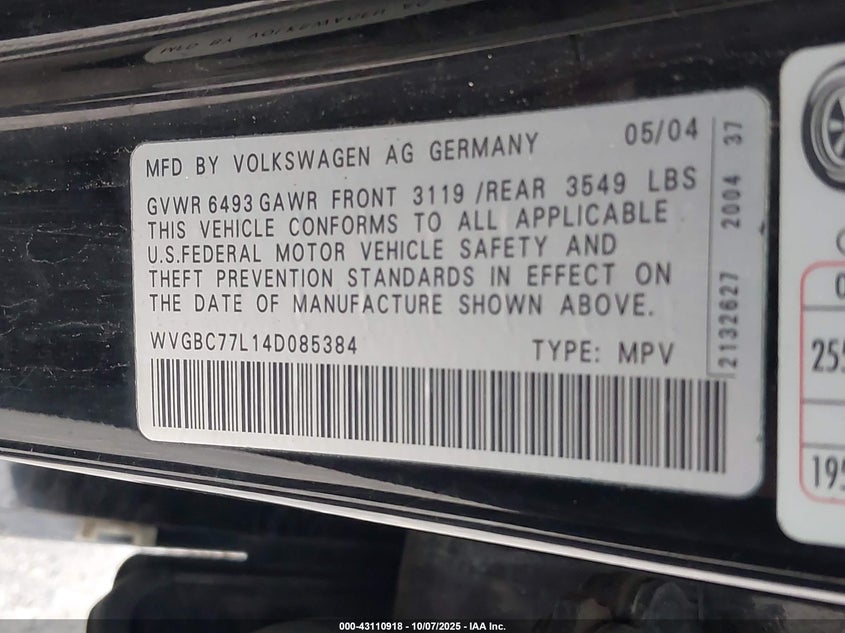 MFD BY VOLKSWAGEN AG GERMANY 05/04
GVWR 6493 GAWR FRONT 3119 /REAR 3549 LBS
THIS VEHICLE CONFORMS TO ALL APPLICABLE
U.S.FEDERAL MOTOR VEHICLE SAFETY AND
THEFT PREVENTION STANDARDS IN EFFECT ON
THE DATE OF MANUFACTURE SHOWN ABOVE.
WVGBC77L14D085384 TYPE: MPV
2132627 2004 37
255
195
000-43110918 - 10/07/2025 - IAA Inc.